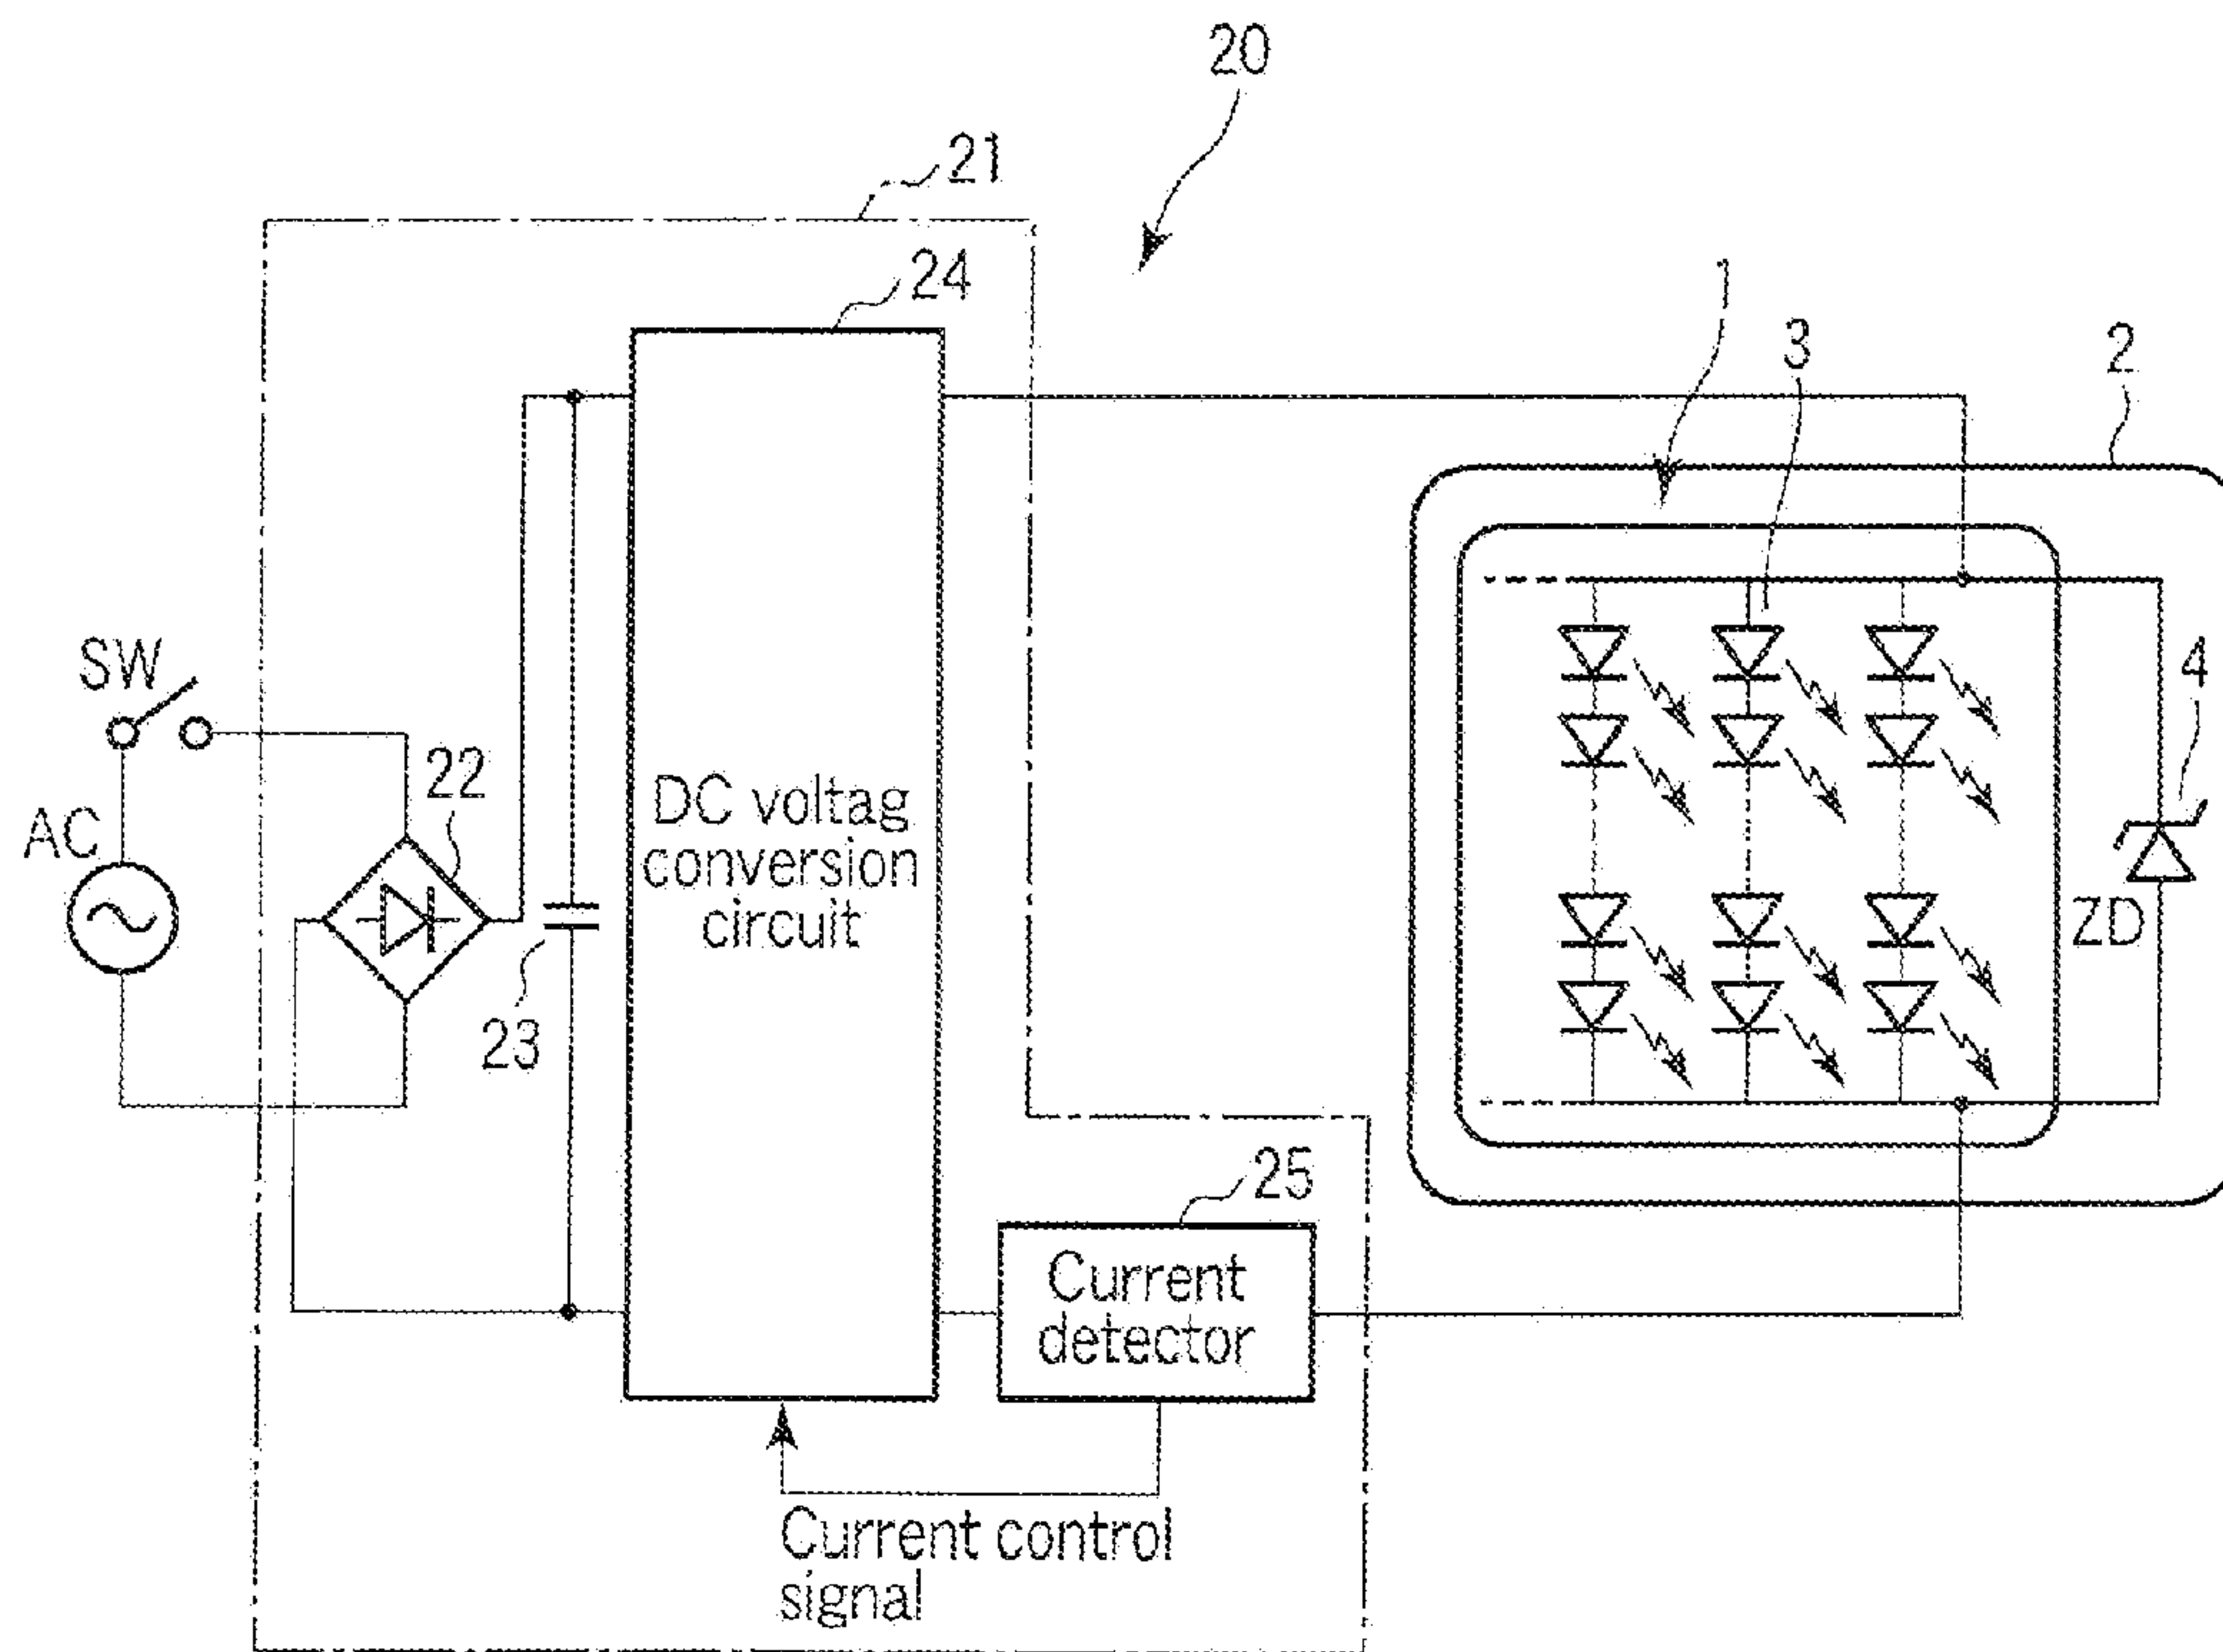 20
21
24
1
3
2
SW
4
22
AC
DC voltag
conversion
circuit
ZD
23
25
Current
detector
Current control
signal